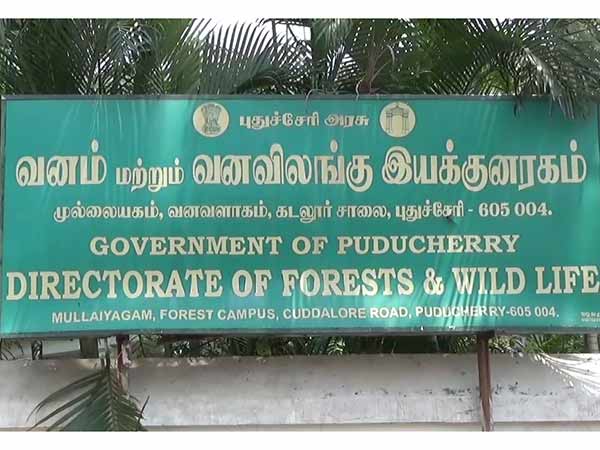 புதுச்சேரி அரசு
வனம் மற்றும் வனவிலங்கு இயக்குனரகம்
முல்லையகம், வனவளாகம், கடலூர் சாலை, புதுச்சேரி - 605 004.
GOVERNMENT OF PUDUCHERRY
DIRECTORATE OF FORESTS & WILD LIFE
MULLAIYAGAM, FOREST CAMPUS, CUDDALORE ROAD, PUDUCHERRY-605 004.